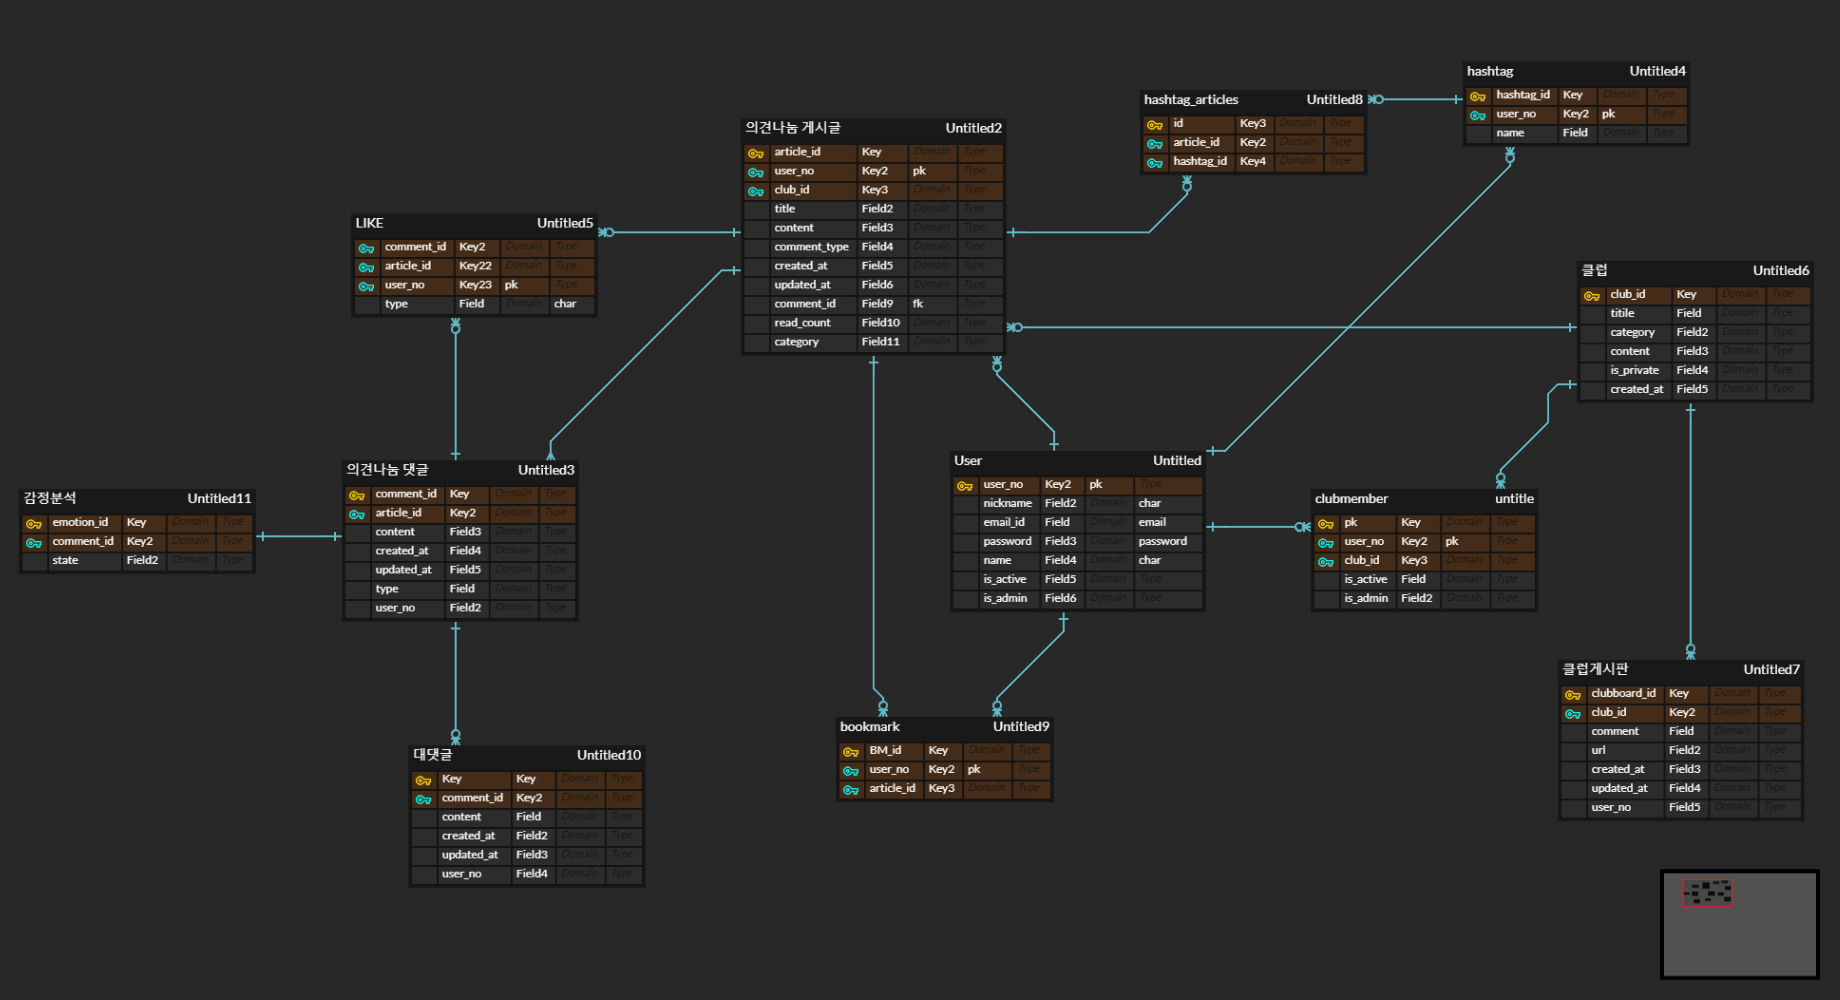 hashtag Untitled4
hashtag_id Key Domain Type
user_no Key2 pk Type
name Field Domain Type
hashtag_articles Untitled8
id Key3 Domain Type
article_id Key2 Domain Type
hashtag_id Key4 Domain Type
의견나눔 게시글 Untitled2
article_id Key Domain Type
user_no Key2 pk Type
club_id Key3 Domain Type
title Field2 Domain Type
content Field3 Domain Type
comment_type Field4 Domain Type
created_at Field5 Domain Type
updated_at Field6 Domain Type
comment_id Field9 fk Type
read_count Field10 Domain Type
category Field11 Domain Type
LIKE Untitled5
comment_id Key2 Domain Type
article_id Key22 Domain Type
user_no Key23 pk Type
type Field Domain char
클럽 Untitled6
club_id Key Domain Type
titile Field Domain Type
category Field2 Domain Type
content Field3 Domain Type
is_private Field4 Domain Type
created_at Field5 Domain Type
User Untitled
user_no Key2 pk Type
nickname Field2 Domain char
email_id Field Domain email
password Field3 Domain password
name Field4 Domain char
is_active Field5 Domain Type
is_admin Field6 Domain Type
의견나눔 댓글 Untitled3
comment_id Key Domain Type
article_id Key2 Domain Type
content Field3 Domain Type
created_at Field4 Domain Type
updated_at Field5 Domain Type
type Field Domain Type
user_no Field2 Domain Type
감정분석 Untitled11
emotion_id Key Domain Type
comment_id Key2 Domain Type
state Field2 Domain Type
clubmember untitle
pk Key Domain Type
user_no Key2 pk Type
club_id Key3 Domain Type
is_active Field Domain Type
is_admin Field2 Domain Type
클럽게시판 Untitled7
clubboard_id Key Domain Type
club_id Key2 Domain Type
comment Field Domain Type
url Field2 Domain Type
created_at Field3 Domain Type
updated_at Field4 Domain Type
user_no Field5 Domain Type
bookmark Untitled9
BM_id Key Domain Type
user_no Key2 pk Type
article_id Key3 Domain Type
대댓글 Untitled10
Key Key Domain Type
comment_id Key2 Domain Type
content Field Domain Type
created_at Field2 Domain Type
updated_at Field3 Domain Type
user_no Field4 Domain Type